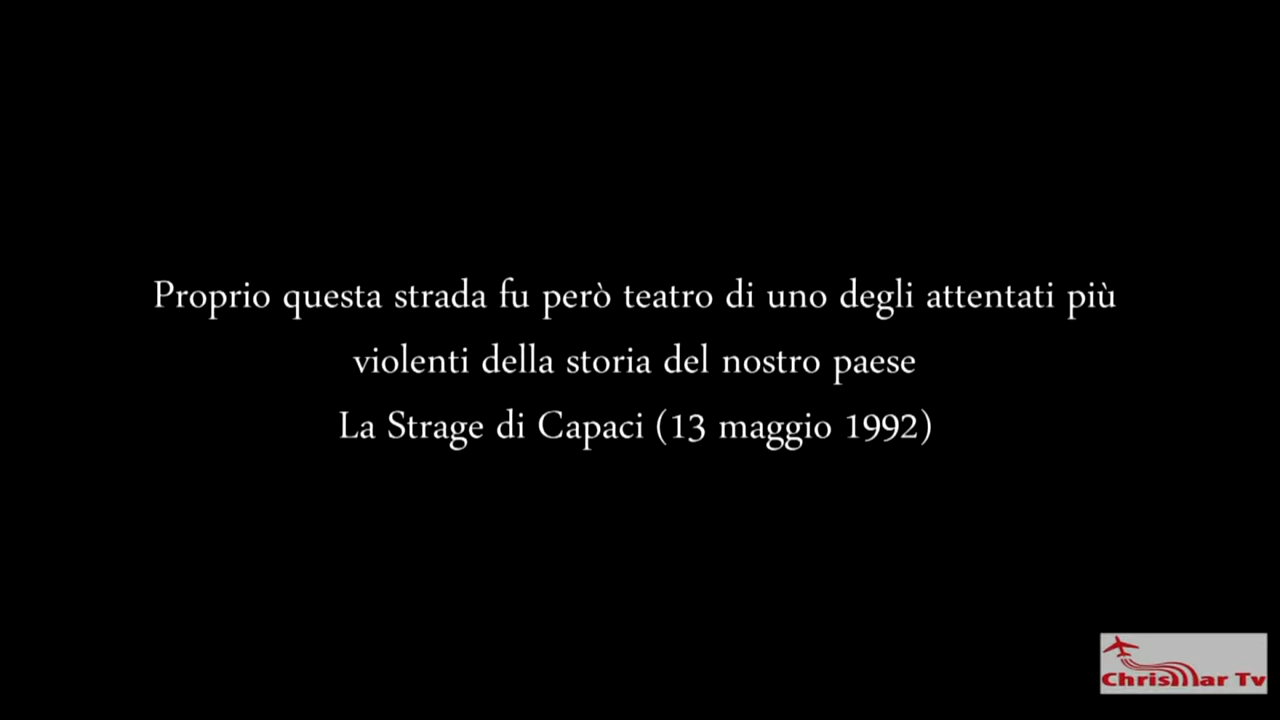 Proprio questa strada fu però teatro di uno degli attentati più
violenti della storia del nostro paese
La Strage di Capaci (13 maggio 1992)
ChrisMar Tv